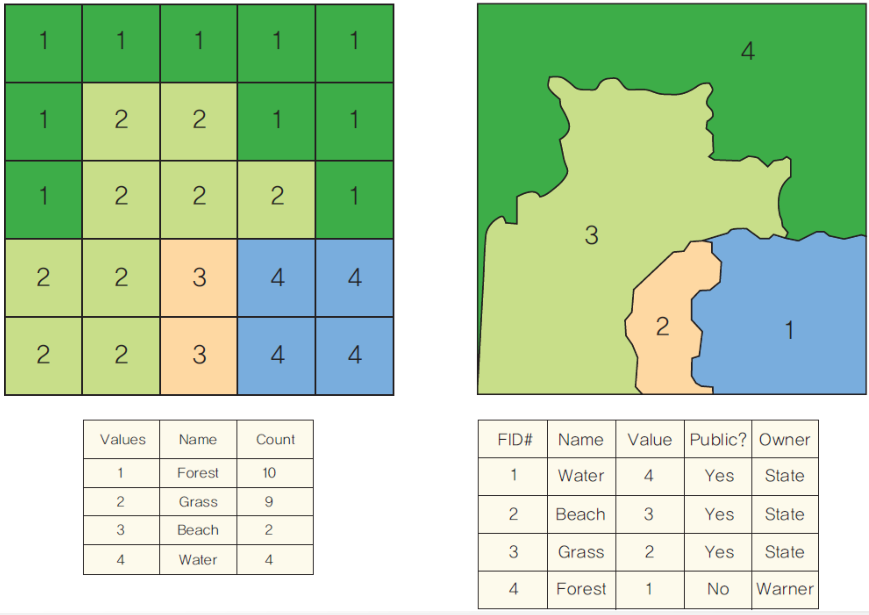 1 1 1 1 1
1 2 2 1 1
1 2 2 2 1
2 2 3 4 4
2 2 3 4 4
4
3
2
1
Values Name Count
1 Forest 10
2 Grass 9
3 Beach 2
4 Water 4
FID# Name Value Public? Owner
1 Water 4 Yes State
2 Beach 3 Yes State
3 Grass 2 Yes State
4 Forest 1 No Warner